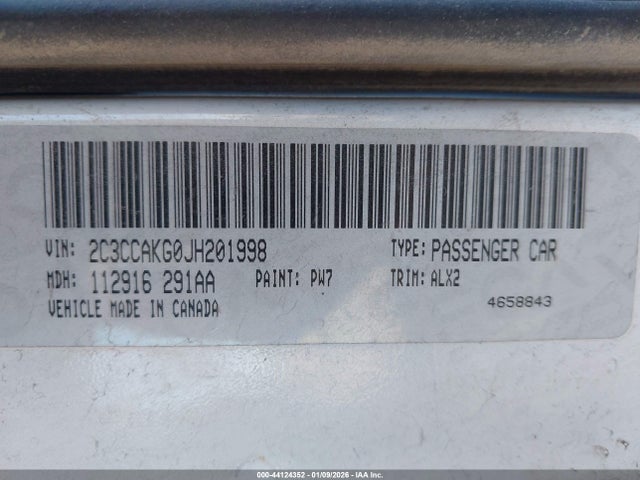 VIN: 2C3CCAKG0JH201998 TYPE: PASSENGER CAR
MDH: 112916 291AA PAINT: PW7 TRIM: ALX2
VEHICLE MADE IN CANADA 4658843
000-44124352 | 01/09/2026 - IAA Inc.